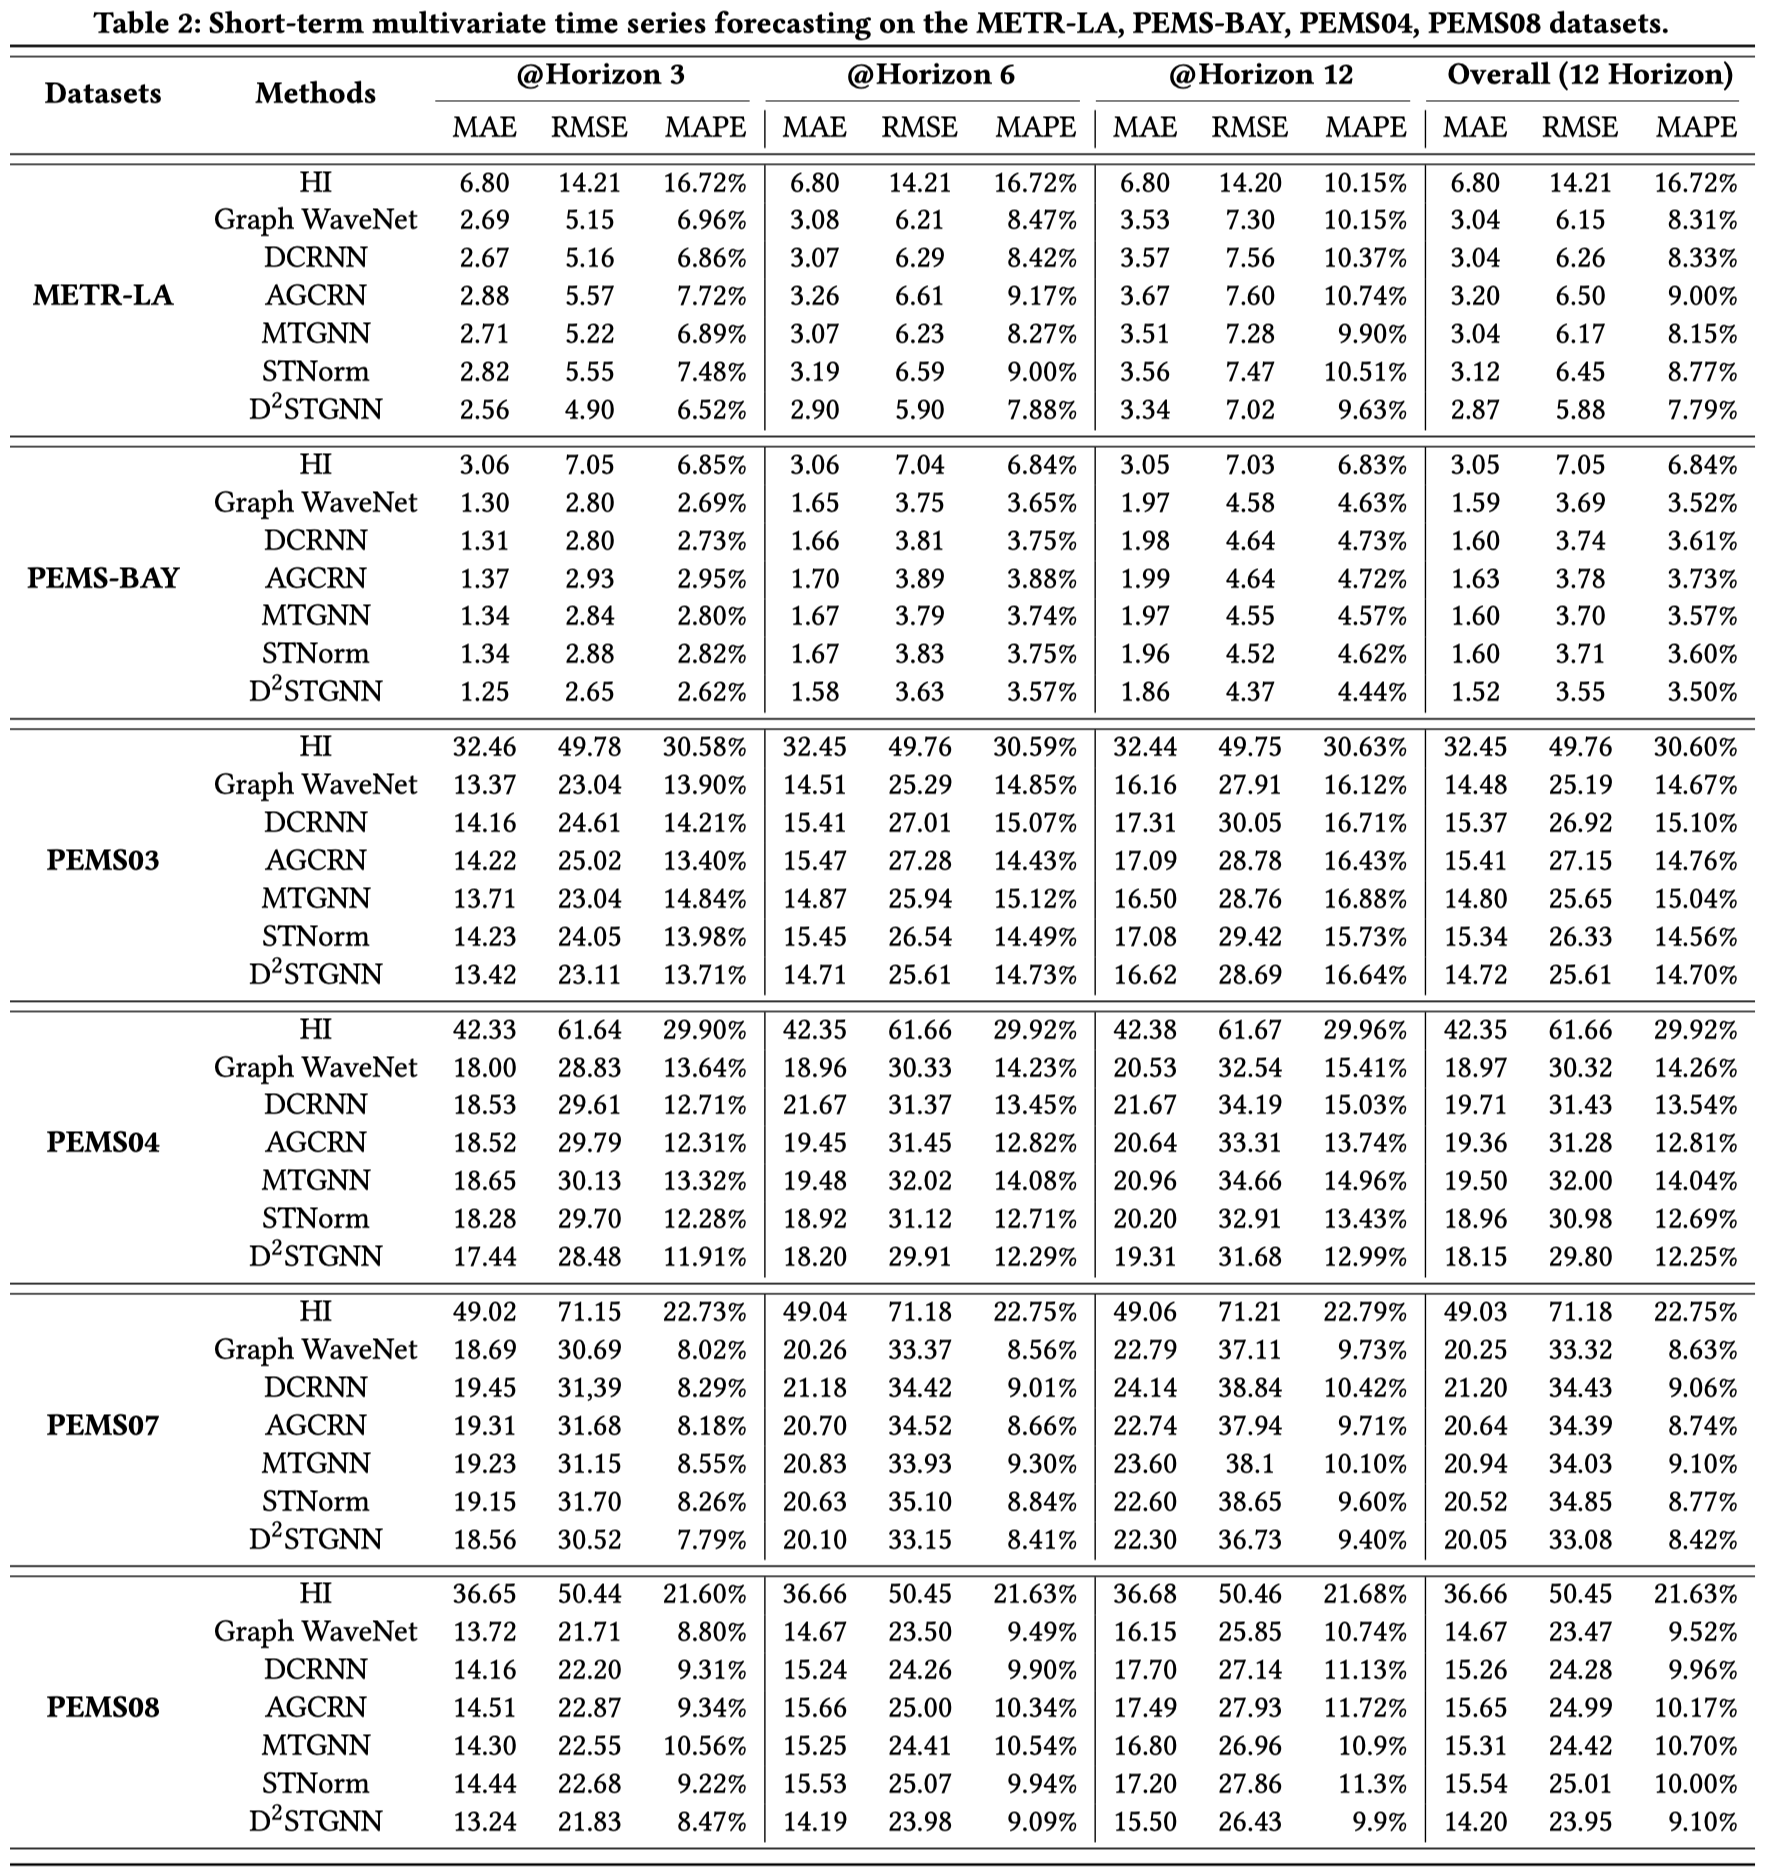 Table 2: Short-term multivariate time series forecasting on the METR-LA, PEMS-BAY, PEMS04, PEMS08 datasets.
Datasets Methods @Horizon 3 @Horizon 6 @Horizon 12 Overall (12 Horizon)
MAE RMSE MAPE MAE RMSE MAPE MAE RMSE MAPE MAE RMSE MAPE
HI 6.80 14.21 16.72% 6.80 14.21 16.72% 6.80 14.20 10.15% 6.80 14.21 16.72%
Graph WaveNet 2.69 5.15 6.96% 3.08 6.21 8.47% 3.53 7.30 10.15% 3.04 6.15 8.31%
DCRNN 2.67 5.16 6.86% 3.07 6.29 8.42% 3.57 7.56 10.37% 3.04 6.26 8.33%
METR-LA AGCRN 2.88 5.57 7.72% 3.26 6.61 9.17% 3.67 7.60 10.74% 3.20 6.50 9.00%
MTGNN 2.71 5.22 6.89% 3.07 6.23 8.27% 3.51 7.28 9.90% 3.04 6.17 8.15%
STNorm 2.82 5.55 7.48% 3.19 6.59 9.00% 3.56 7.47 10.51% 3.12 6.45 8.77%
D²STGNN 2.56 4.90 6.52% 2.90 5.90 7.88% 3.34 7.02 9.63% 2.87 5.88 7.79%
HI 3.06 7.05 6.85% 3.06 7.04 6.84% 3.05 7.03 6.83% 3.05 7.05 6.84%
Graph WaveNet 1.30 2.80 2.69% 1.65 3.75 3.65% 1.97 4.58 4.63% 1.59 3.69 3.52%
DCRNN 1.31 2.80 2.73% 1.66 3.81 3.75% 1.98 4.64 4.73% 1.60 3.74 3.61%
PEMS-BAY AGCRN 1.37 2.93 2.95% 1.70 3.89 3.88% 1.99 4.64 4.72% 1.63 3.78 3.73%
MTGNN 1.34 2.84 2.80% 1.67 3.79 3.74% 1.97 4.55 4.57% 1.60 3.70 3.57%
STNorm 1.34 2.88 2.82% 1.67 3.83 3.75% 1.96 4.52 4.62% 1.60 3.71 3.60%
D²STGNN 1.25 2.65 2.62% 1.58 3.63 3.57% 1.86 4.37 4.44% 1.52 3.55 3.50%
HI 32.46 49.78 30.58% 32.45 49.76 30.59% 32.44 49.75 30.63% 32.45 49.76 30.60%
Graph WaveNet 13.37 23.04 13.90% 14.51 25.29 14.85% 16.16 27.91 16.12% 14.48 25.19 14.67%
DCRNN 14.16 24.61 14.21% 15.41 27.01 15.07% 17.31 30.05 16.71% 15.37 26.92 15.10%
PEMS03 AGCRN 14.22 25.02 13.40% 15.47 27.28 14.43% 17.09 28.78 16.43% 15.41 27.15 14.76%
MTGNN 13.71 23.04 14.84% 14.87 25.94 15.12% 16.50 28.76 16.88% 14.80 25.65 15.04%
STNorm 14.23 24.05 13.98% 15.45 26.54 14.49% 17.08 29.42 15.73% 15.34 26.33 14.56%
D²STGNN 13.42 23.11 13.71% 14.71 25.61 14.73% 16.62 28.69 16.64% 14.72 25.61 14.70%
HI 42.33 61.64 29.90% 42.35 61.66 29.92% 42.38 61.67 29.96% 42.35 61.66 29.92%
Graph WaveNet 18.00 28.83 13.64% 18.96 30.33 14.23% 20.53 32.54 15.41% 18.97 30.32 14.26%
DCRNN 18.53 29.61 12.71% 21.67 31.37 13.45% 21.67 34.19 15.03% 19.71 31.43 13.54%
PEMS04 AGCRN 18.52 29.79 12.31% 19.45 31.45 12.82% 20.64 33.31 13.74% 19.36 31.28 12.81%
MTGNN 18.65 30.13 13.32% 19.48 32.02 14.08% 20.96 34.66 14.96% 19.50 32.00 14.04%
STNorm 18.28 29.70 12.28% 18.92 31.12 12.71% 20.20 32.91 13.43% 18.96 30.98 12.69%
D²STGNN 17.44 28.48 11.91% 18.20 29.91 12.29% 19.31 31.68 12.99% 18.15 29.80 12.25%
HI 49.02 71.15 22.73% 49.04 71.18 22.75% 49.06 71.21 22.79% 49.03 71.18 22.75%
Graph WaveNet 18.69 30.69 8.02% 20.26 33.37 8.56% 22.79 37.11 9.73% 20.25 33.32 8.63%
DCRNN 19.45 31,39 8.29% 21.18 34.42 9.01% 24.14 38.84 10.42% 21.20 34.43 9.06%
PEMS07 AGCRN 19.31 31.68 8.18% 20.70 34.52 8.66% 22.74 37.94 9.71% 20.64 34.39 8.74%
MTGNN 19.23 31.15 8.55% 20.83 33.93 9.30% 23.60 38.1 10.10% 20.94 34.03 9.10%
STNorm 19.15 31.70 8.26% 20.63 35.10 8.84% 22.60 38.65 9.60% 20.52 34.85 8.77%
D²STGNN 18.56 30.52 7.79% 20.10 33.15 8.41% 22.30 36.73 9.40% 20.05 33.08 8.42%
HI 36.65 50.44 21.60% 36.66 50.45 21.63% 36.68 50.46 21.68% 36.66 50.45 21.63%
Graph WaveNet 13.72 21.71 8.80% 14.67 23.50 9.49% 16.15 25.85 10.74% 14.67 23.47 9.52%
DCRNN 14.16 22.20 9.31% 15.24 24.26 9.90% 17.70 27.14 11.13% 15.26 24.28 9.96%
PEMS08 AGCRN 14.51 22.87 9.34% 15.66 25.00 10.34% 17.49 27.93 11.72% 15.65 24.99 10.17%
MTGNN 14.30 22.55 10.56% 15.25 24.41 10.54% 16.80 26.96 10.9% 15.31 24.42 10.70%
STNorm 14.44 22.68 9.22% 15.53 25.07 9.94% 17.20 27.86 11.3% 15.54 25.01 10.00%
D²STGNN 13.24 21.83 8.47% 14.19 23.98 9.09% 15.50 26.43 9.9% 14.20 23.95 9.10%